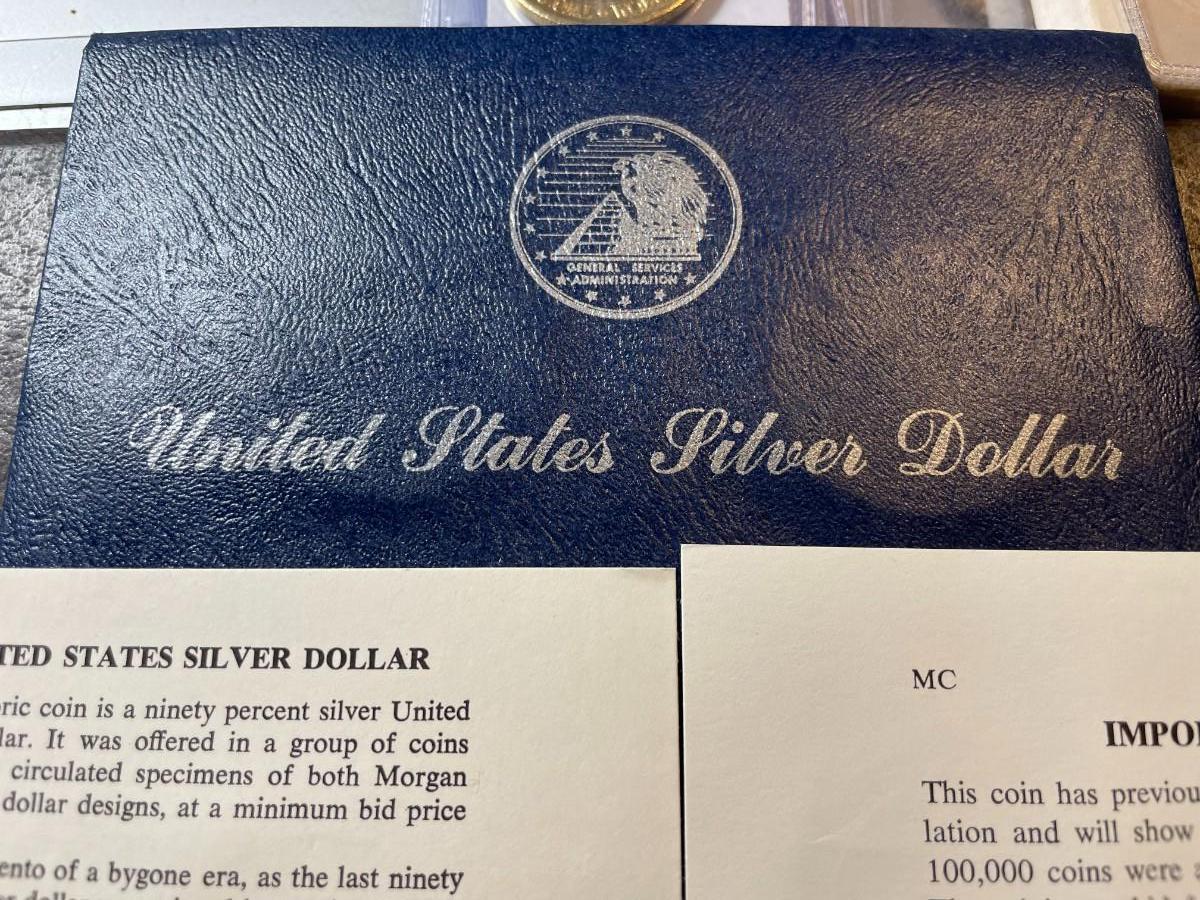 GENERAL SERVICES
ADMINISTRATION
United States Silver Dollar
TED STATES SILVER DOLLAR
ric coin is a ninety percent silver United
lar. It was offered in a group of coins
circulated specimens of both Morgan
dollar designs, at a minimum bid price
ento of a bygone era, as the last ninety
MC
IMPO
This coin has previou
lation and will show
100,000 coins were a